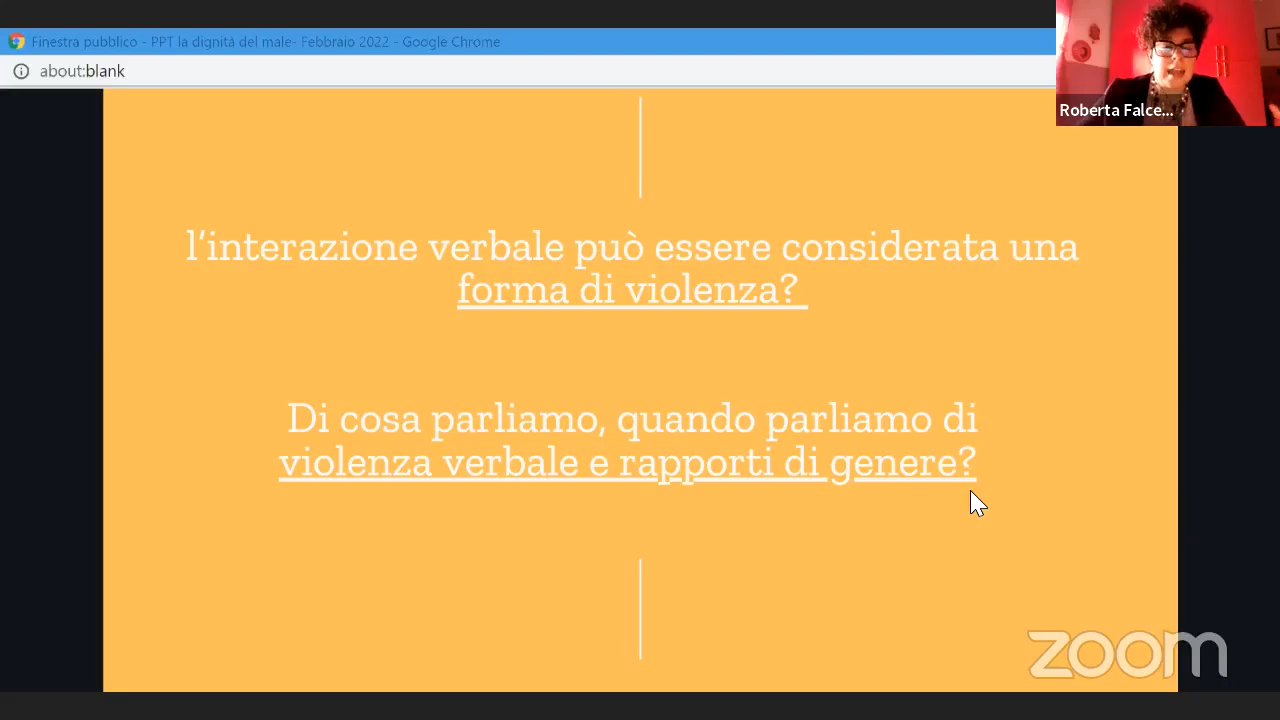 Finestra pubblico - PPT la dignità del male- Febbraio 2022 - Google Chrome
about:blank
Roberta Falce...
l'interazione verbale può essere considerata una
forma di violenza?
Di cosa parliamo, quando parliamo di
violenza verbale e rapporti di genere?
zoom